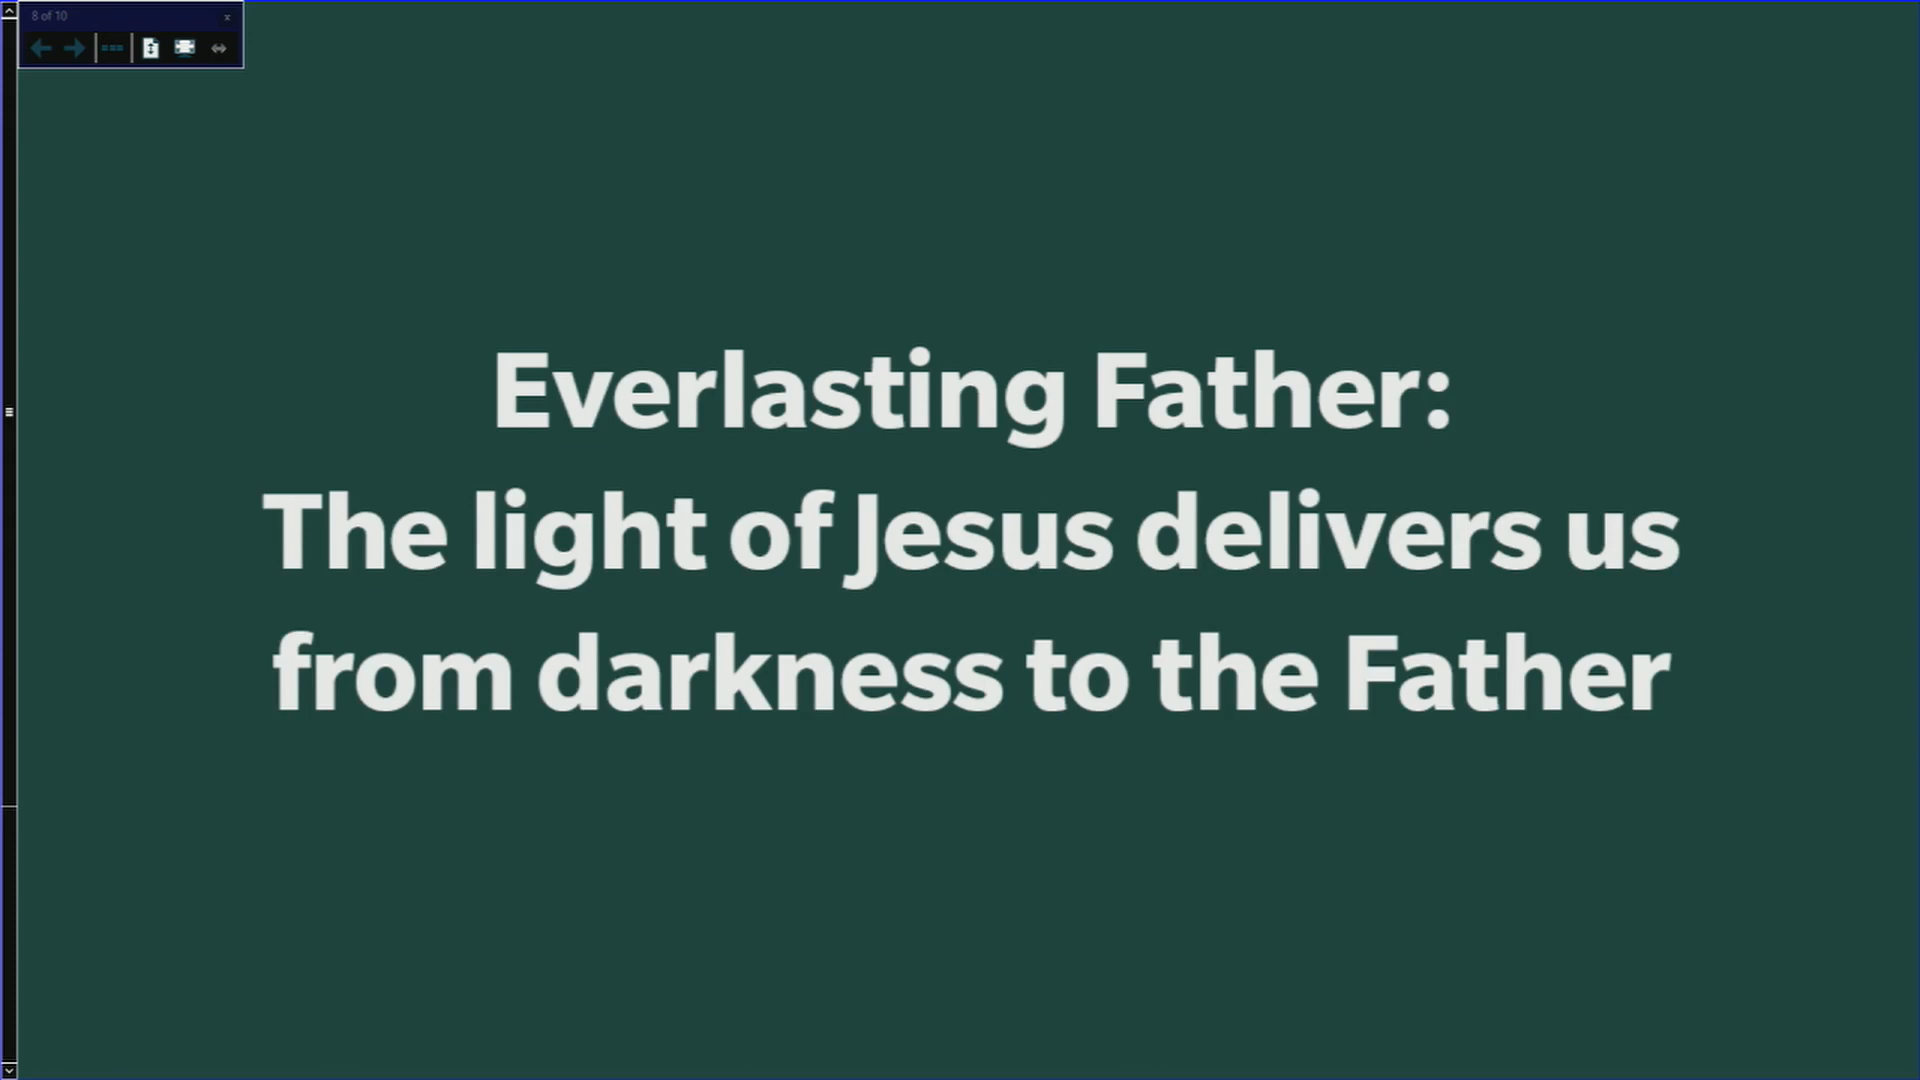 8 of 10
Everlasting Father:
The light of Jesus delivers us
from darkness to the Father